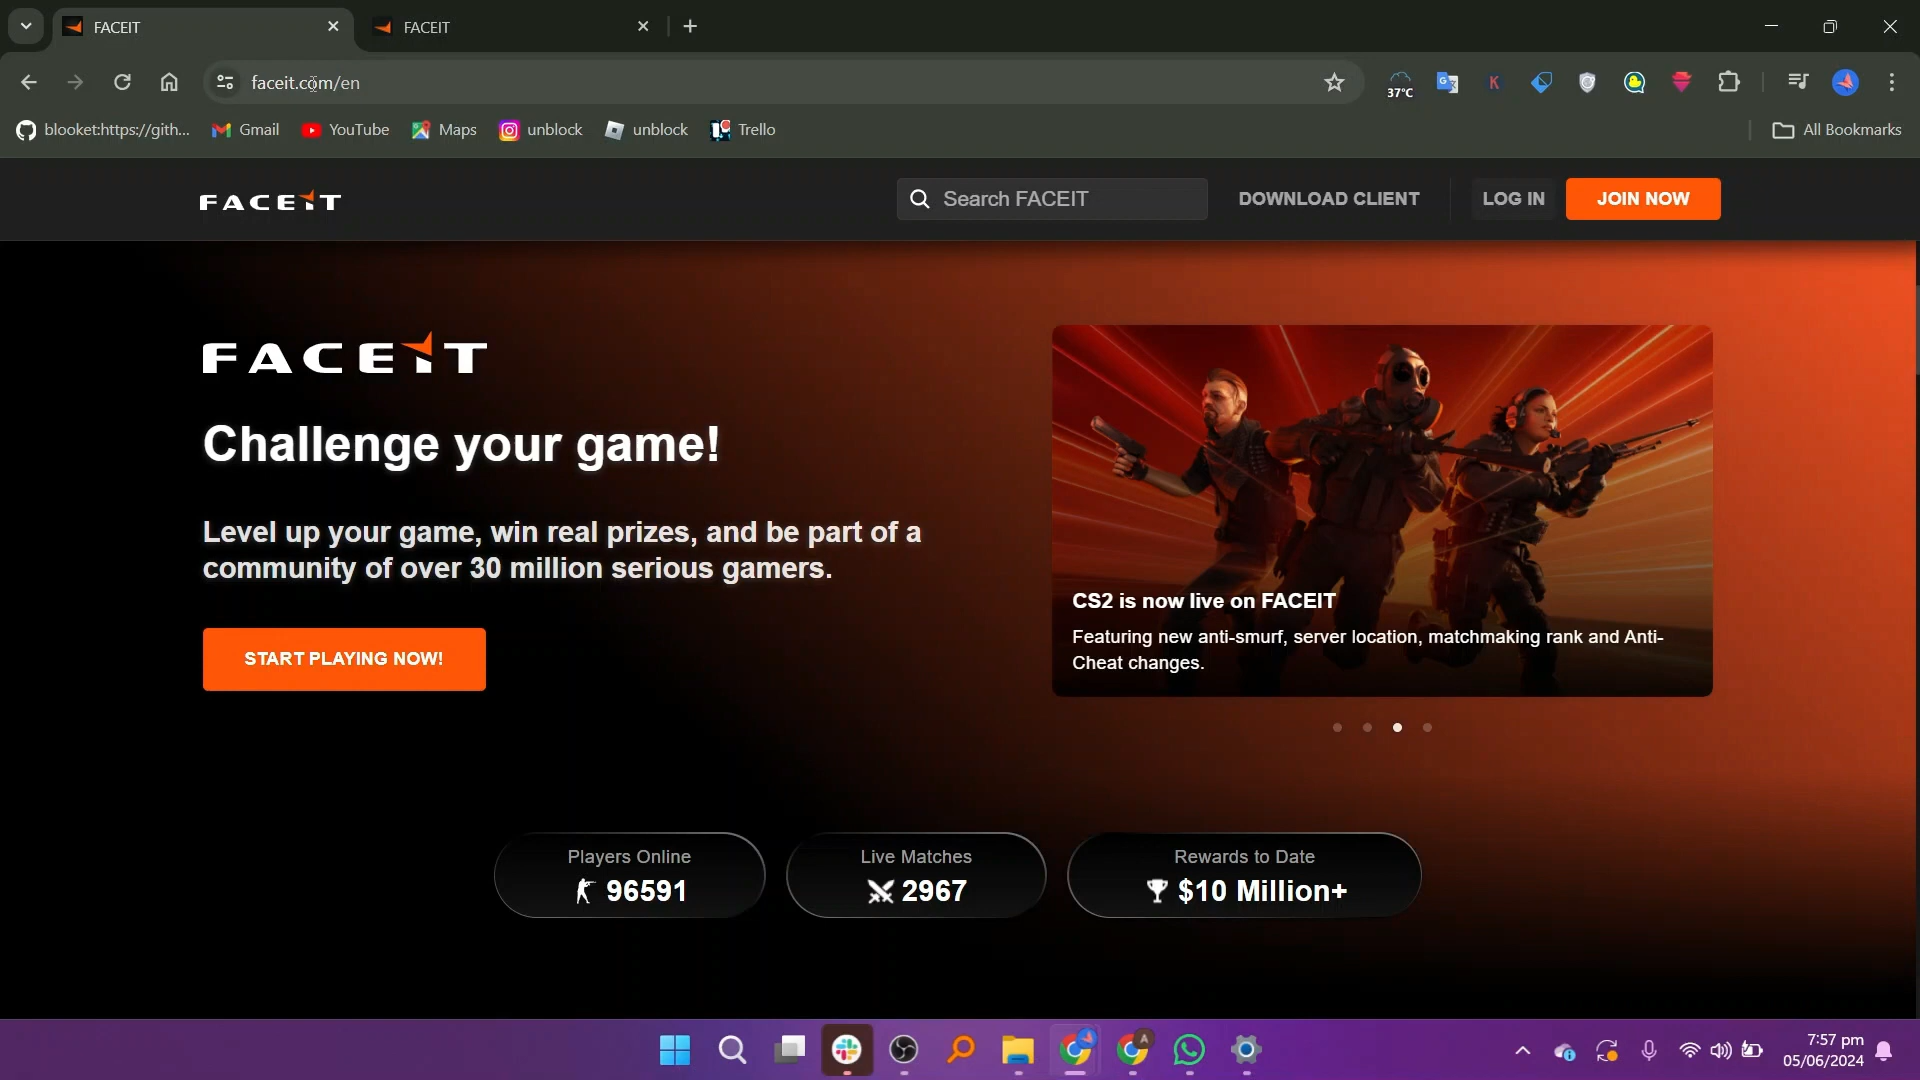 FACEIT
FACEIT
faceit.com/en
37°C
K
blooket:https://gith...
Gmail
YouTube
Maps
unblock
unblock
Trello
All Bookmarks
FACEIT
Search FACEIT
DOWNLOAD CLIENT
LOG IN
JOIN NOW
FACEIT
Challenge your game!
Level up your game, win real prizes, and be part of a
community of over 30 million serious gamers.
START PLAYING NOW!
CS2 is now live on FACEIT
Featuring new anti-smurf, server location, matchmaking rank and Anti-
Cheat changes.
Players Online
96591
Live Matches
2967
Rewards to Date
$10 Million+
A
7:57 pm
05/06/2024